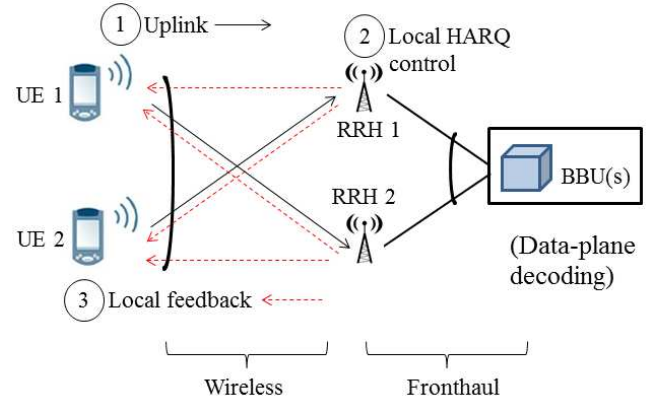 1 Uplink
2 Local HARQ
control
UE 1
RRH 1
BBU(s)
RRH 2
UE 2
(Data-plane
decoding)
3 Local feedback
Wireless
Fronthaul